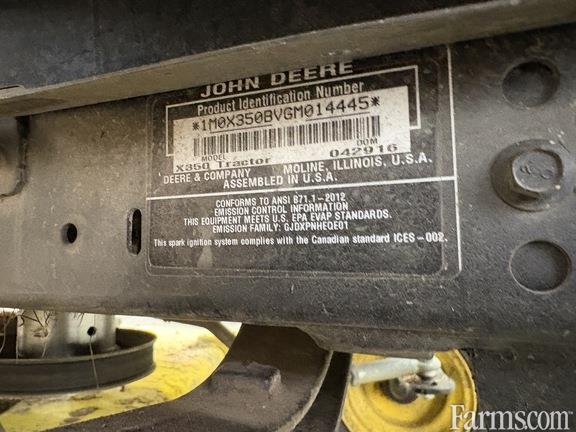 JOHN DEERE
Product Identification Number
*1M0X350BVGM014445*
MODEL DOM
X350 Tractor 042916
DEERE & COMPANY MOLINE, ILLINOIS, U.S.A.
ASSEMBLED IN U.S.A.
CONFORMS TO ANSI B71.1-2012
EMISSION CONTROL INFORMATION
THIS EQUIPMENT MEETS U.S. EPA EVAP STANDARDS.
EMISSION FAMILY: GJDXPNHEQE01
This spark ignition system complies with the Canadian standard ICES-002.
Farms.com